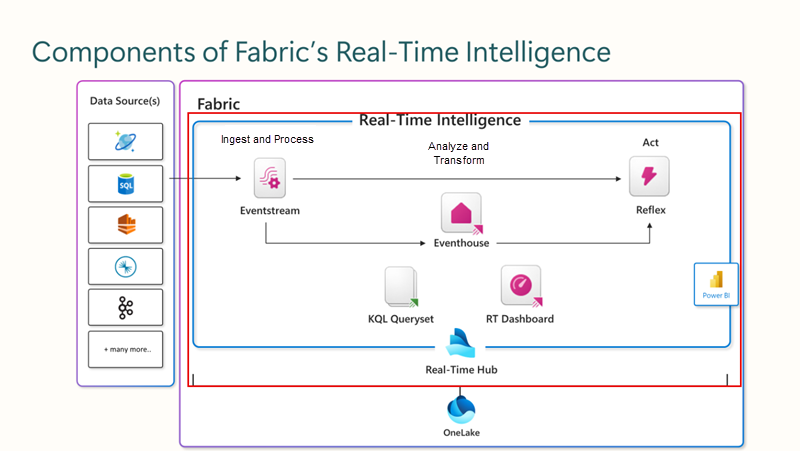 Components of Fabric's Real-Time Intelligence
Data Source(s)
SQL
+ many more..
Fabric
Real-Time Intelligence
Ingest and Process
Analyze and
Transform
Act
Eventstream
Reflex
Eventhouse
KQL Queryset
RT Dashboard
Power BI
Real-Time Hub
OneLake